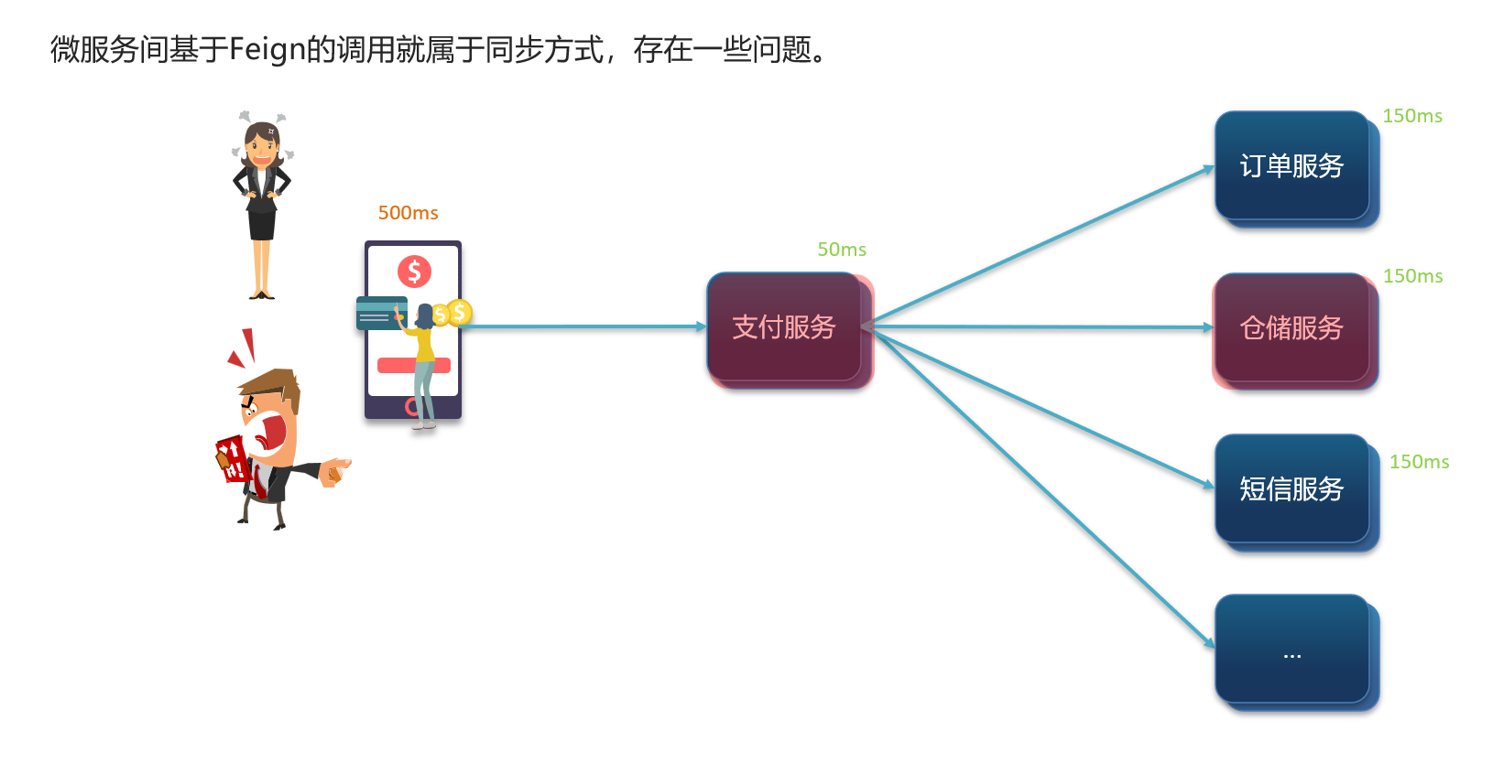 微服务间基于Feign的调用就属于同步方式，存在一些问题。
150ms
订单服务
500ms
50ms
150ms
支付服务
仓储服务
150ms
短信服务
...